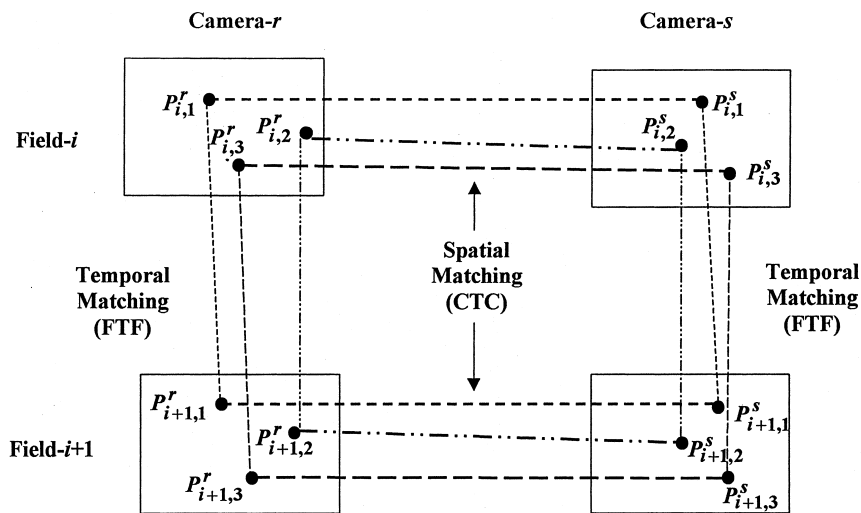 Camera-r
Camera-s
Field-i
P^r_{i,1}
P^r_{i,2}
P^r_{i,3}
P^s_{i,1}
P^s_{i,2}
P^s_{i,3}
Temporal
Matching
(FTF)
Spatial
Matching
(CTC)
Temporal
Matching
(FTF)
Field-i+1
P^r_{i+1,1}
P^r_{i+1,2}
P^r_{i+1,3}
P^s_{i+1,1}
P^s_{i+1,2}
P^s_{i+1,3}